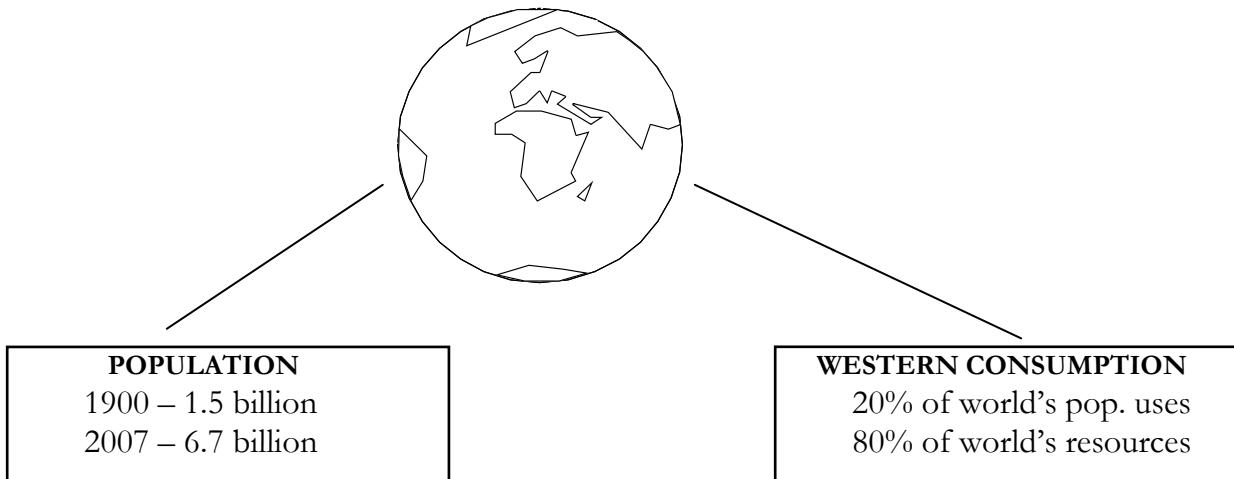 POPULATION
1900 – 1.5 billion
2007 – 6.7 billion
WESTERN CONSUMPTION
20% of world’s pop. uses
80% of world’s resources